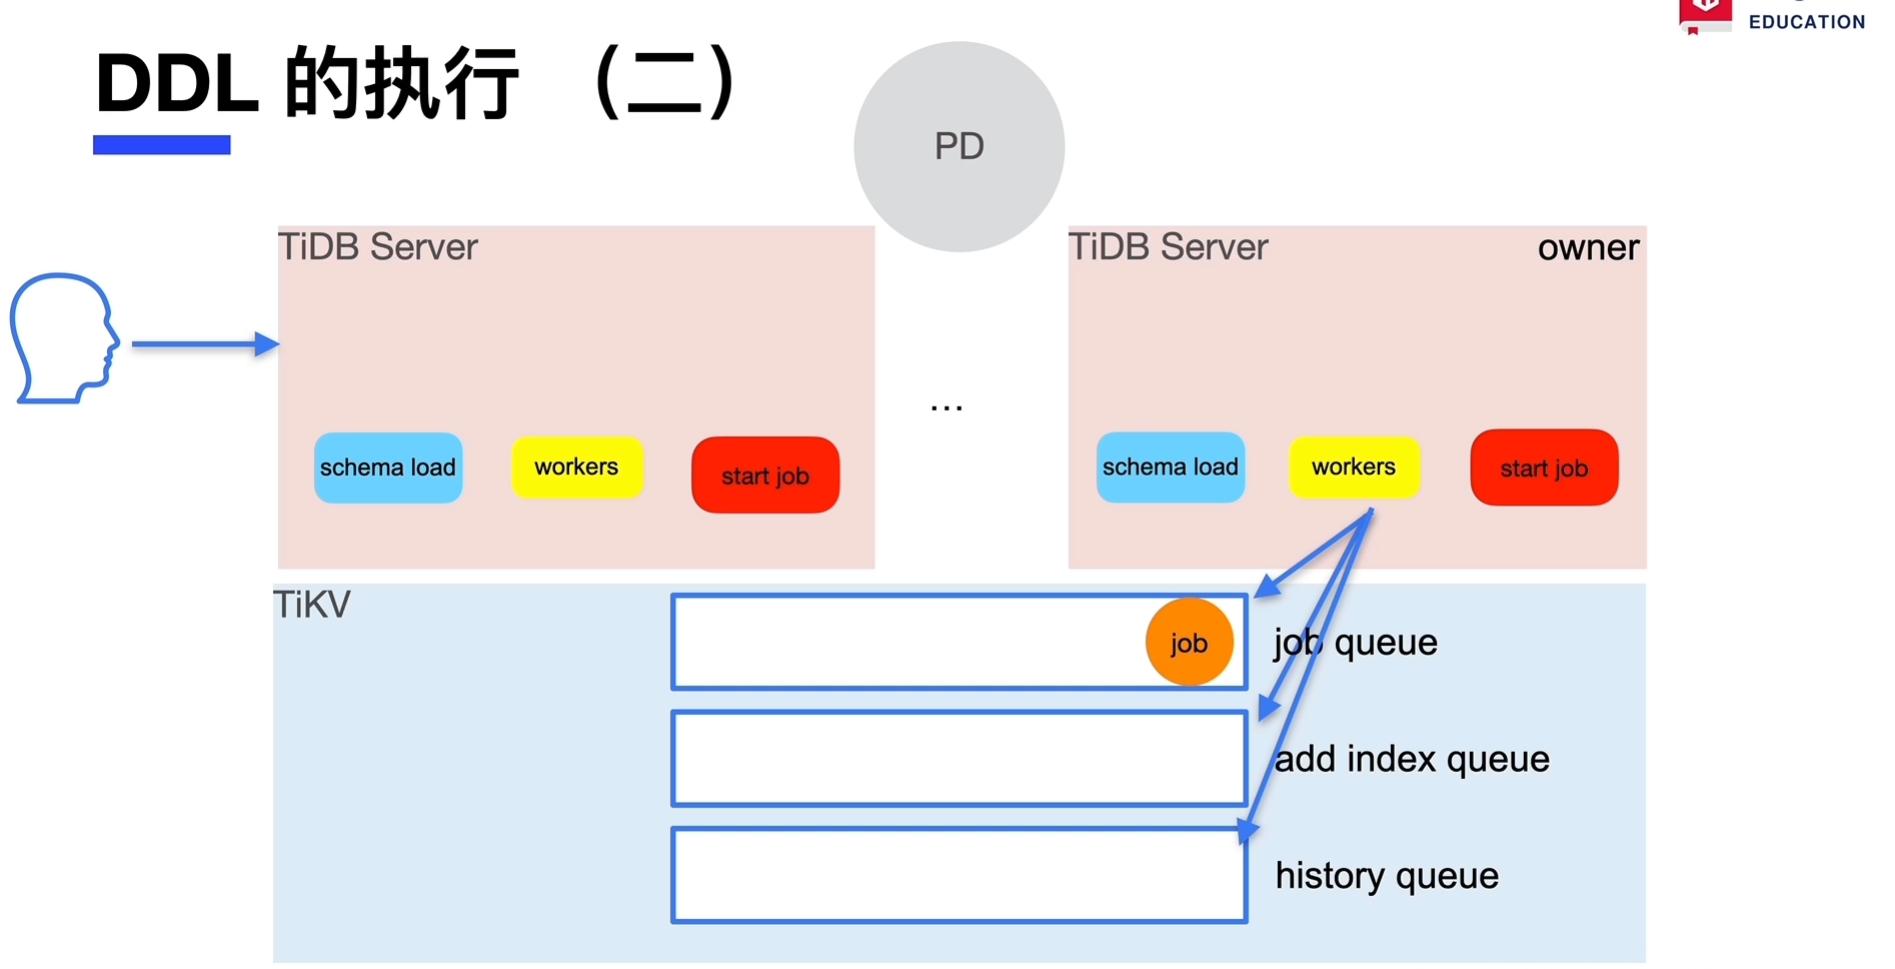 EDUCATION
DDL 的执行 （二）
PD
TiDB Server
TiDB Server
owner
...
schema load
workers
start job
schema load
workers
start job
TiKV
job
job queue
add index queue
history queue